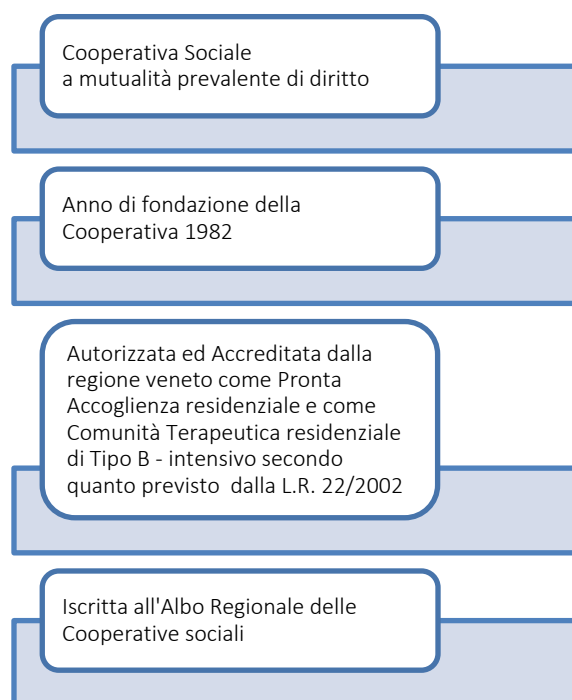 Cooperativa Sociale
a mutualità prevalente di diritto
Anno di fondazione della
Cooperativa 1982
Autorizzata ed Accreditata dalla
regione veneto come Pronta
Accoglienza residenziale e come
Comunità Terapeutica residenziale
di Tipo B - intensivo secondo
quanto previsto  dalla L.R. 22/2002
Iscritta all'Albo Regionale delle
Cooperative sociali